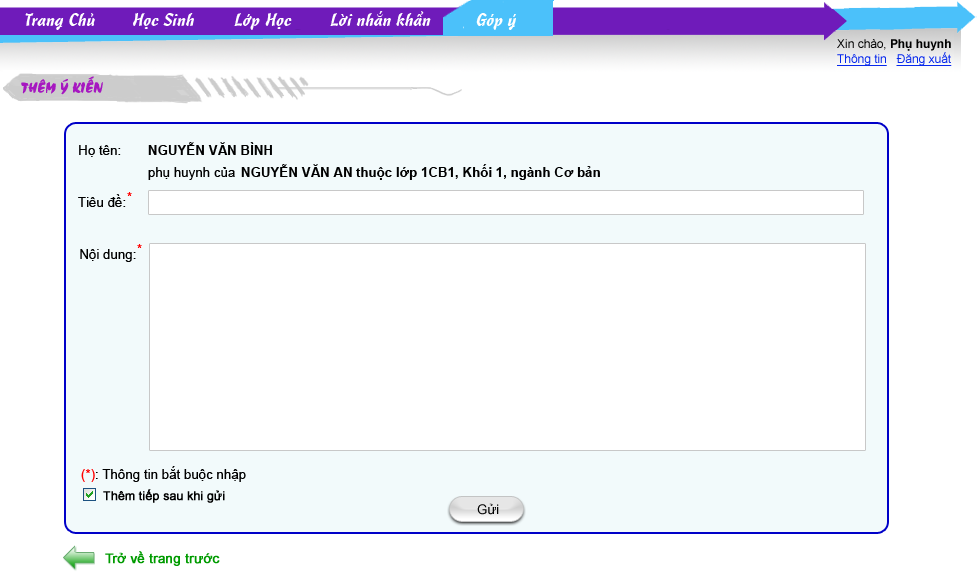 Trang Chủ Học Sinh Lớp Học Lời nhắn khẩn Góp ý
Xin chào, Phụ huynh
Thông tin Đăng xuất
THÊM Ý KIẾN
Họ tên: NGUYỄN VĂN BÌNH
phụ huynh của NGUYỄN VĂN AN thuộc lớp 1CB1, Khối 1, ngành Cơ bản
Tiêu đề:*
Nội dung:*
(*): Thông tin bắt buộc nhập
Thêm tiếp sau khi gửi
Gửi
Trở về trang trước